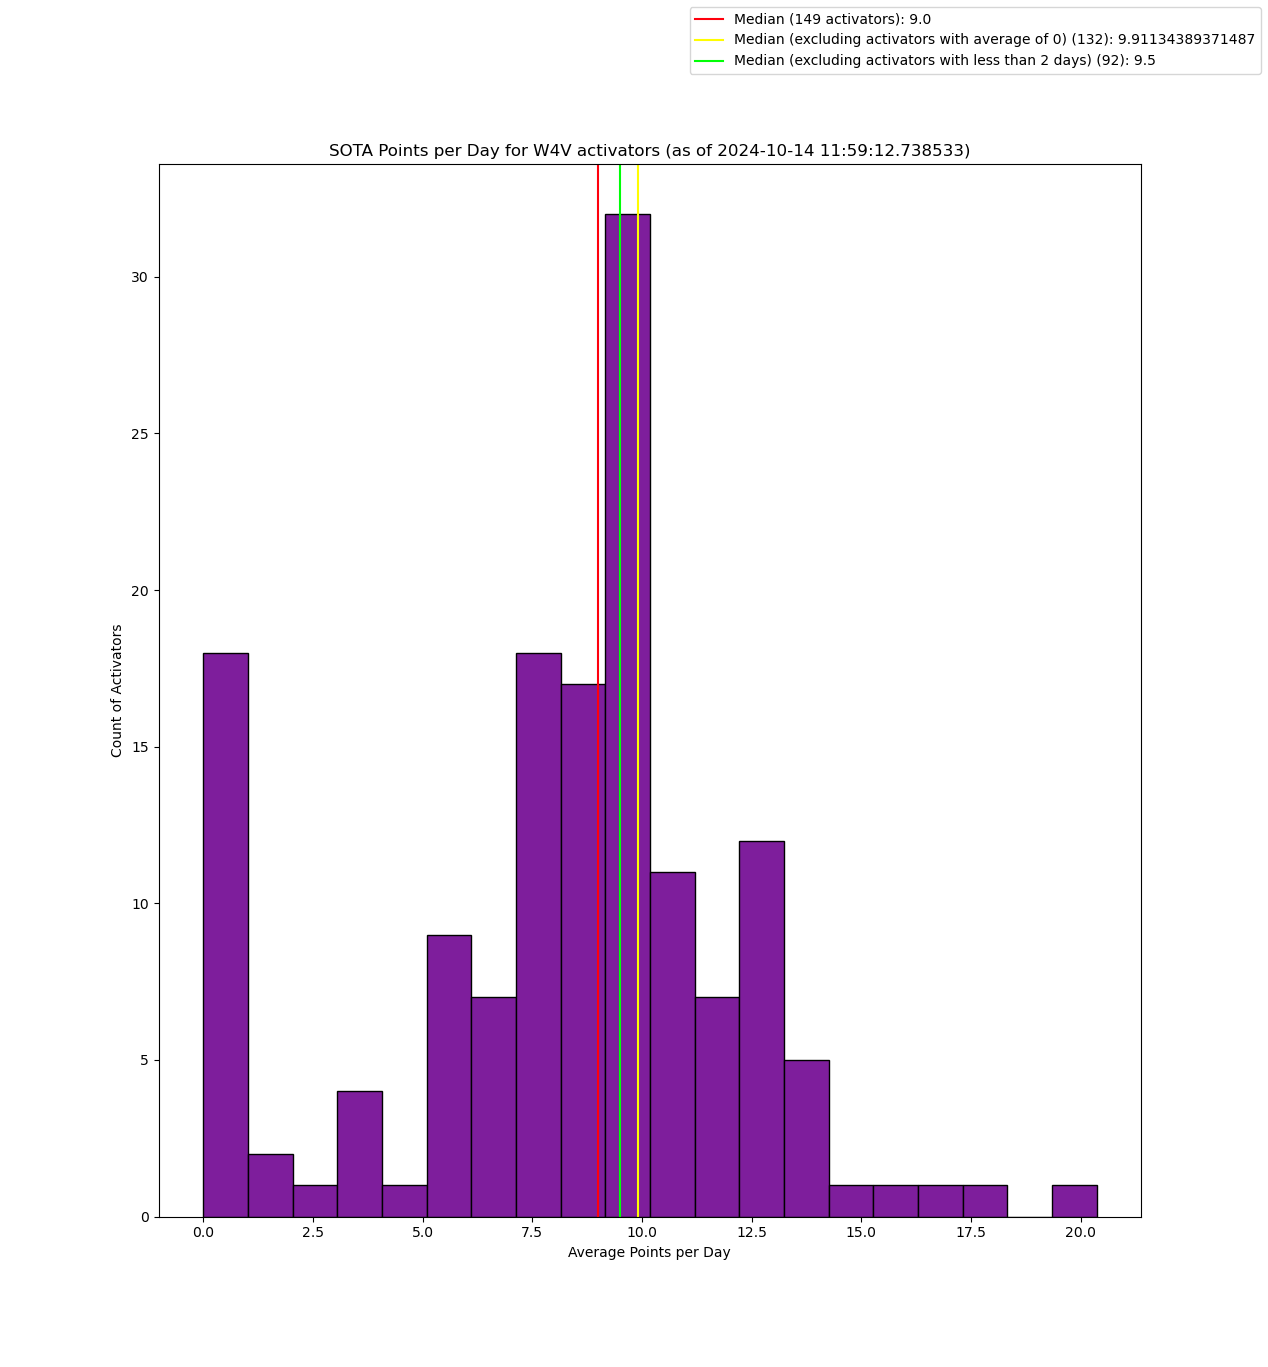 Median (149 activators): 9.0
Median (excluding activators with average of 0) (132): 9.91134389371487
Median (excluding activators with less than 2 days) (92): 9.5
SOTA Points per Day for W4V activators (as of 2024-10-14 11:59:12.738533)
30
25
20
15
10
5
0
Count of Activators
0.0 2.5 5.0 7.5 10.0 12.5 15.0 17.5 20.0
Average Points per Day